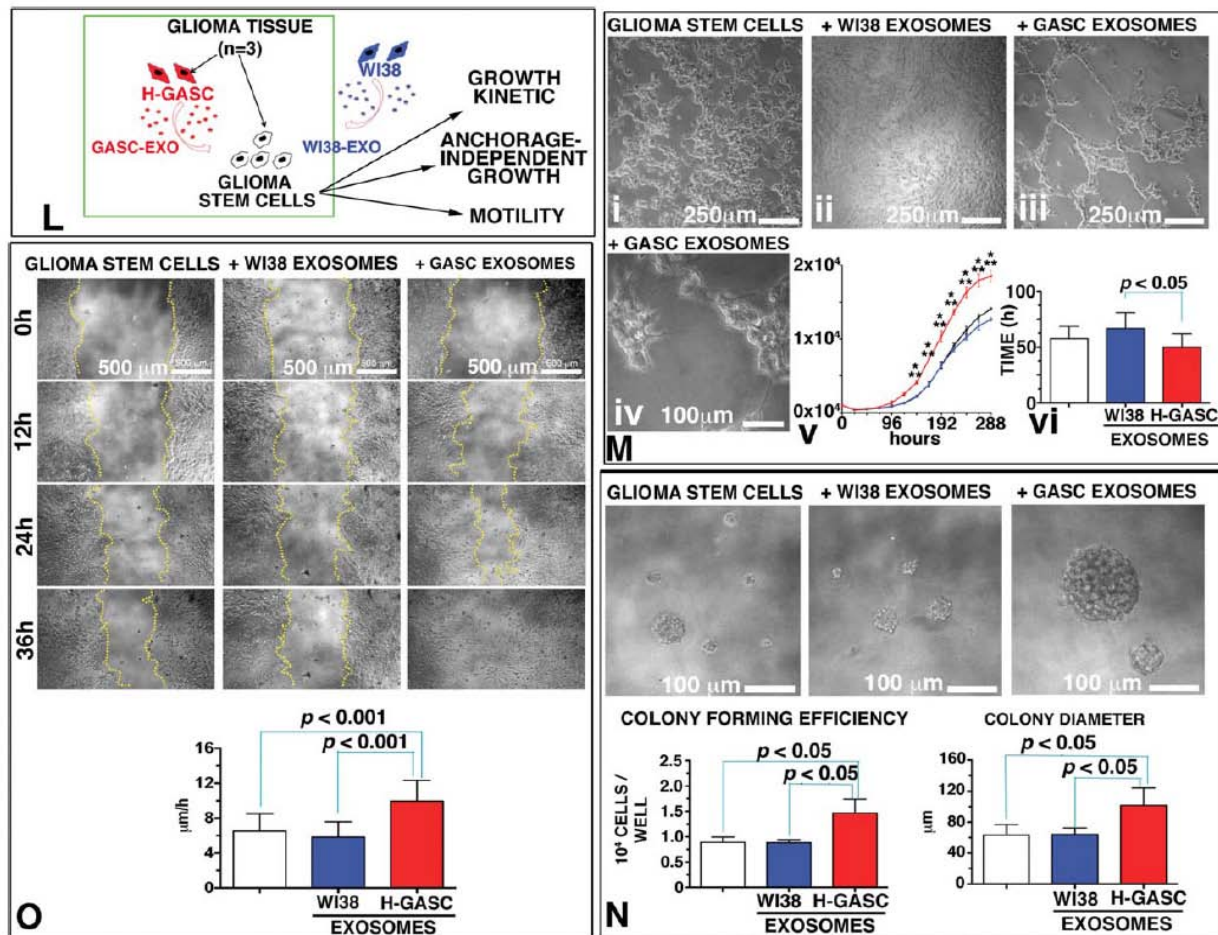 GLIOMA TISSUE
(n=3)
H-GASC
GASC-EXO
WI38
WI38-EXO
GLIOMA
STEM CELLS
GROWTH
KINETIC
ANCHORAGE-
INDEPENDENT
GROWTH
MOTILITY
L
GLIOMA STEM CELLS
+ WI38 EXOSOMES
+ GASC EXOSOMES
i
250μm
ii
250μm
iii
250μm
+ GASC EXOSOMES
iv
100μm
2x10⁴
1x10⁴
0x10⁴
0
96
192
288
hours
v
★★★★
★★★★
★★★★
★★★★
★★★★
★★★★
★★★★
p < 0.05
TIME (h)
100
50
0
WI38
H-GASC
EXOSOMES
vi
M
GLIOMA STEM CELLS
+ WI38 EXOSOMES
+ GASC EXOSOMES
0h
500 μm
500 μm
500 μm
500 μm
500 μm
500 μm
12h
24h
36h
p < 0.001
p < 0.001
μm/h
16
12
8
4
0
WI38
H-GASC
EXOSOMES
O
GLIOMA STEM CELLS
+ WI38 EXOSOMES
+ GASC EXOSOMES
100 μm
100 μm
100 μm
COLONY FORMING EFFICIENCY
p < 0.05
p < 0.05
10⁴ CELLS /
WELL
2.5
2.0
1.5
1.0
0.5
0
WI38
H-GASC
EXOSOMES
COLONY DIAMETER
p < 0.05
p < 0.05
μm
160
120
80
40
0
WI38
H-GASC
EXOSOMES
N